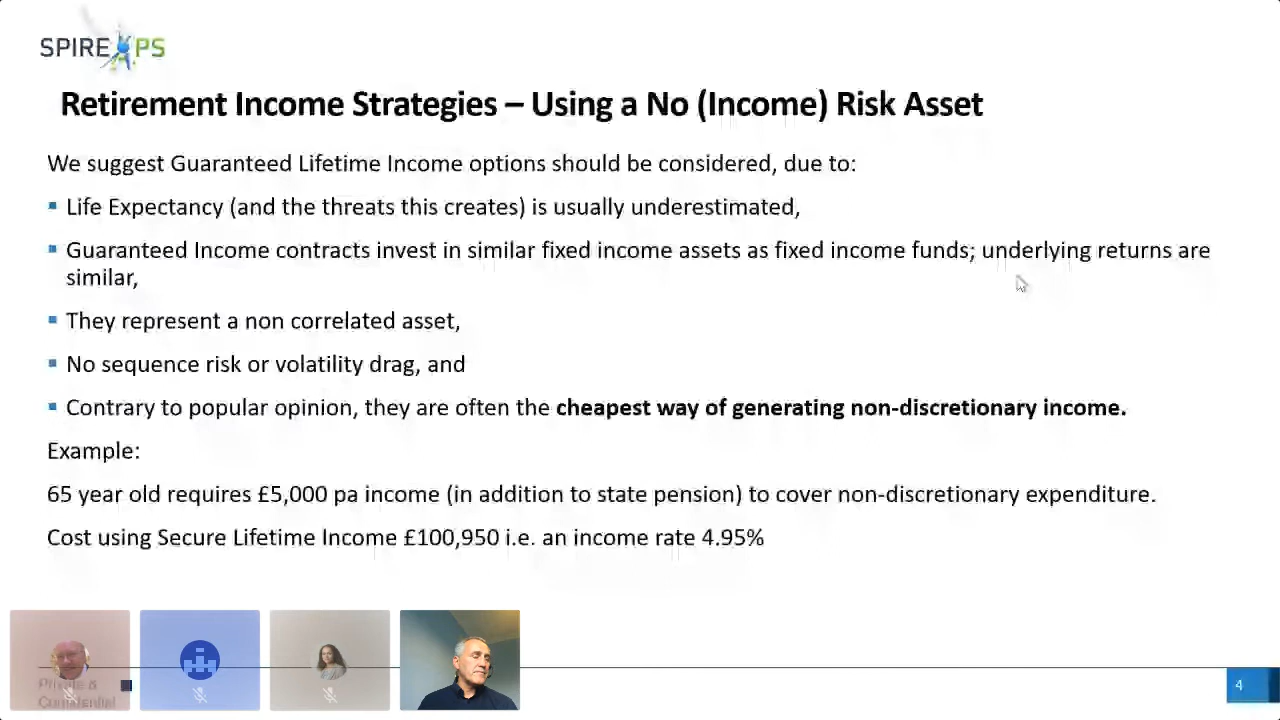 SPIRE PS
Retirement Income Strategies – Using a No (Income) Risk Asset
We suggest Guaranteed Lifetime Income options should be considered, due to:
Life Expectancy (and the threats this creates) is usually underestimated,
Guaranteed Income contracts invest in similar fixed income assets as fixed income funds; underlying returns are
similar,
They represent a non correlated asset,
No sequence risk or volatility drag, and
Contrary to popular opinion, they are often the cheapest way of generating non-discretionary income.
Example:
65 year old requires £5,000 pa income (in addition to state pension) to cover non-discretionary expenditure.
Cost using Secure Lifetime Income £100,950 i.e. an income rate 4.95%
Private &
Confidential
4